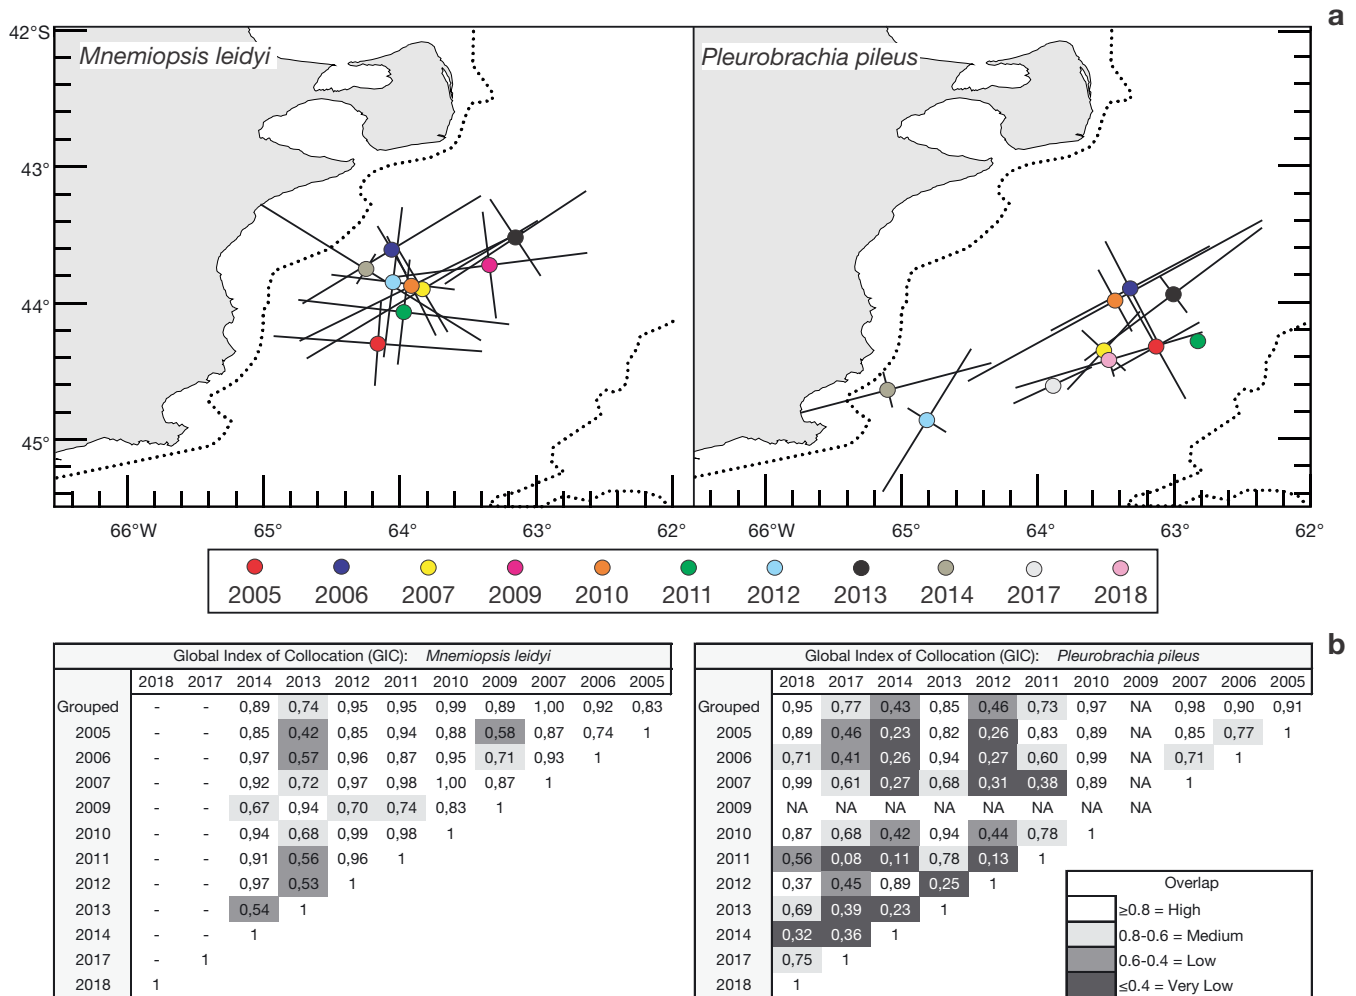 a
42°S
43°
44°
45°
Mnemiopsis leidyi
Pleurobrachia pileus
66°W 65° 64° 63° 62° 66°W 65° 64° 63° 62°
2005 2006 2007 2009 2010 2011 2012 2013 2014 2017 2018
b
Global Index of Collocation (GIC): Mnemiopsis leidyi
2018 2017 2014 2013 2012 2011 2010 2009 2007 2006 2005
Grouped - - 0,89 0,74 0,95 0,95 0,99 0,89 1,00 0,92 0,83
2005 - - 0,85 0,42 0,85 0,94 0,88 0,58 0,87 0,74 1
2006 - - 0,97 0,57 0,96 0,87 0,95 0,71 0,93 1
2007 - - 0,92 0,72 0,97 0,98 1,00 0,87 1
2009 - - 0,67 0,94 0,70 0,74 0,83 1
2010 - - 0,94 0,68 0,99 0,98 1
2011 - - 0,91 0,56 0,96 1
2012 - - 0,97 0,53 1
2013 - - 0,54 1
2014 - - 1
2017 - 1
2018 1
Global Index of Collocation (GIC): Pleurobrachia pileus
2018 2017 2014 2013 2012 2011 2010 2009 2007 2006 2005
Grouped 0,95 0,77 0,43 0,85 0,46 0,73 0,97 NA 0,98 0,90 0,91
2005 0,89 0,46 0,23 0,82 0,26 0,83 0,89 NA 0,85 0,77 1
2006 0,71 0,41 0,26 0,94 0,27 0,60 0,99 NA 0,71 1
2007 0,99 0,61 0,27 0,68 0,31 0,38 0,89 NA 1
2009 NA NA NA NA NA NA NA NA
2010 0,87 0,68 0,42 0,94 0,44 0,78 1
2011 0,56 0,08 0,11 0,78 0,13 1
2012 0,37 0,45 0,89 0,25 1
2013 0,69 0,39 0,23 1
2014 0,32 0,36 1
2017 0,75 1
2018 1
Overlap
≥0.8 = High
0.8-0.6 = Medium
0.6-0.4 = Low
≤0.4 = Very Low